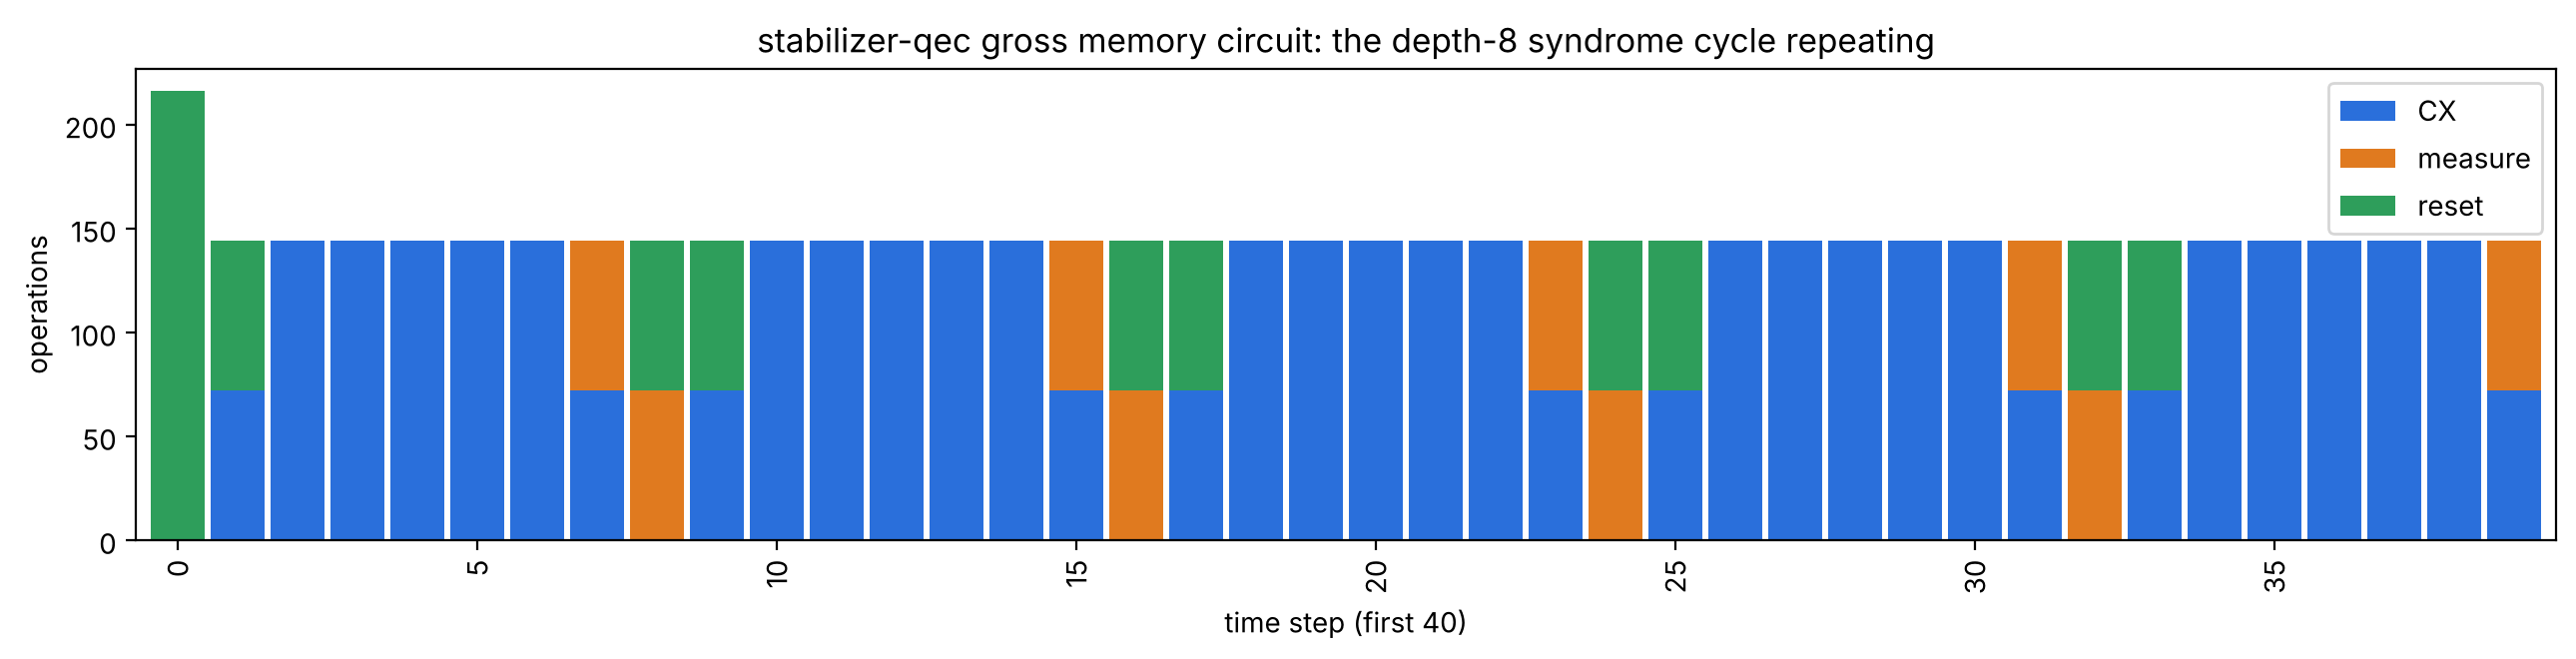 stabilizer-qec gross memory circuit: the depth-8 syndrome cycle repeating
CX
measure
reset
operations
200
150
100
50
0
0 5 10 15 20 25 30 35
time step (first 40)